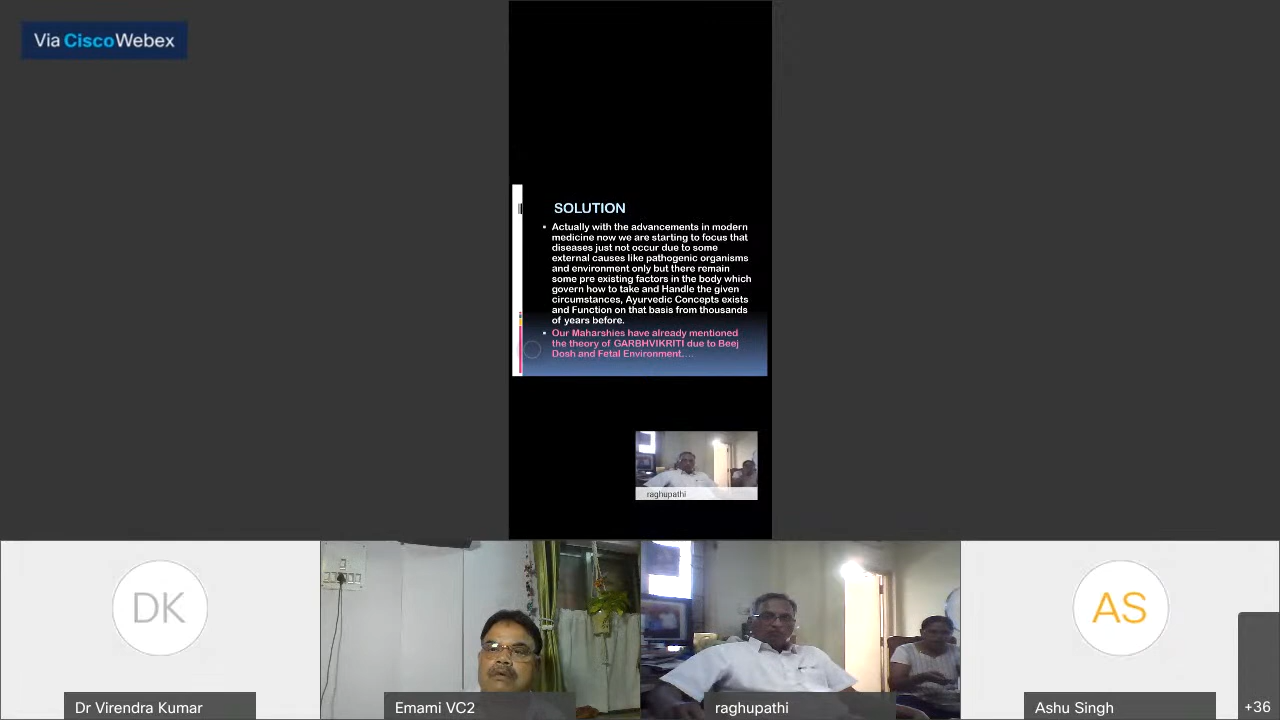 Via CiscoWebex
SOLUTION
▪ Actually with the advancements in modern
medicine now we are starting to focus that
diseases just not occur due to some
external causes like pathogenic organisms
and environment only but there remain
some pre existing factors in the body which
govern how to take and Handle the given
circumstances, Ayurvedic Concepts exists
and Function on that basis from thousands
of years before.
▪ Our Maharshies have already mentioned
the theory of GARBHVIKRITI due to Beej
Dosh and Fetal Environment....
raghupathi
DK
AS
Dr Virendra Kumar
Emami VC2
raghupathi
Ashu Singh
+36